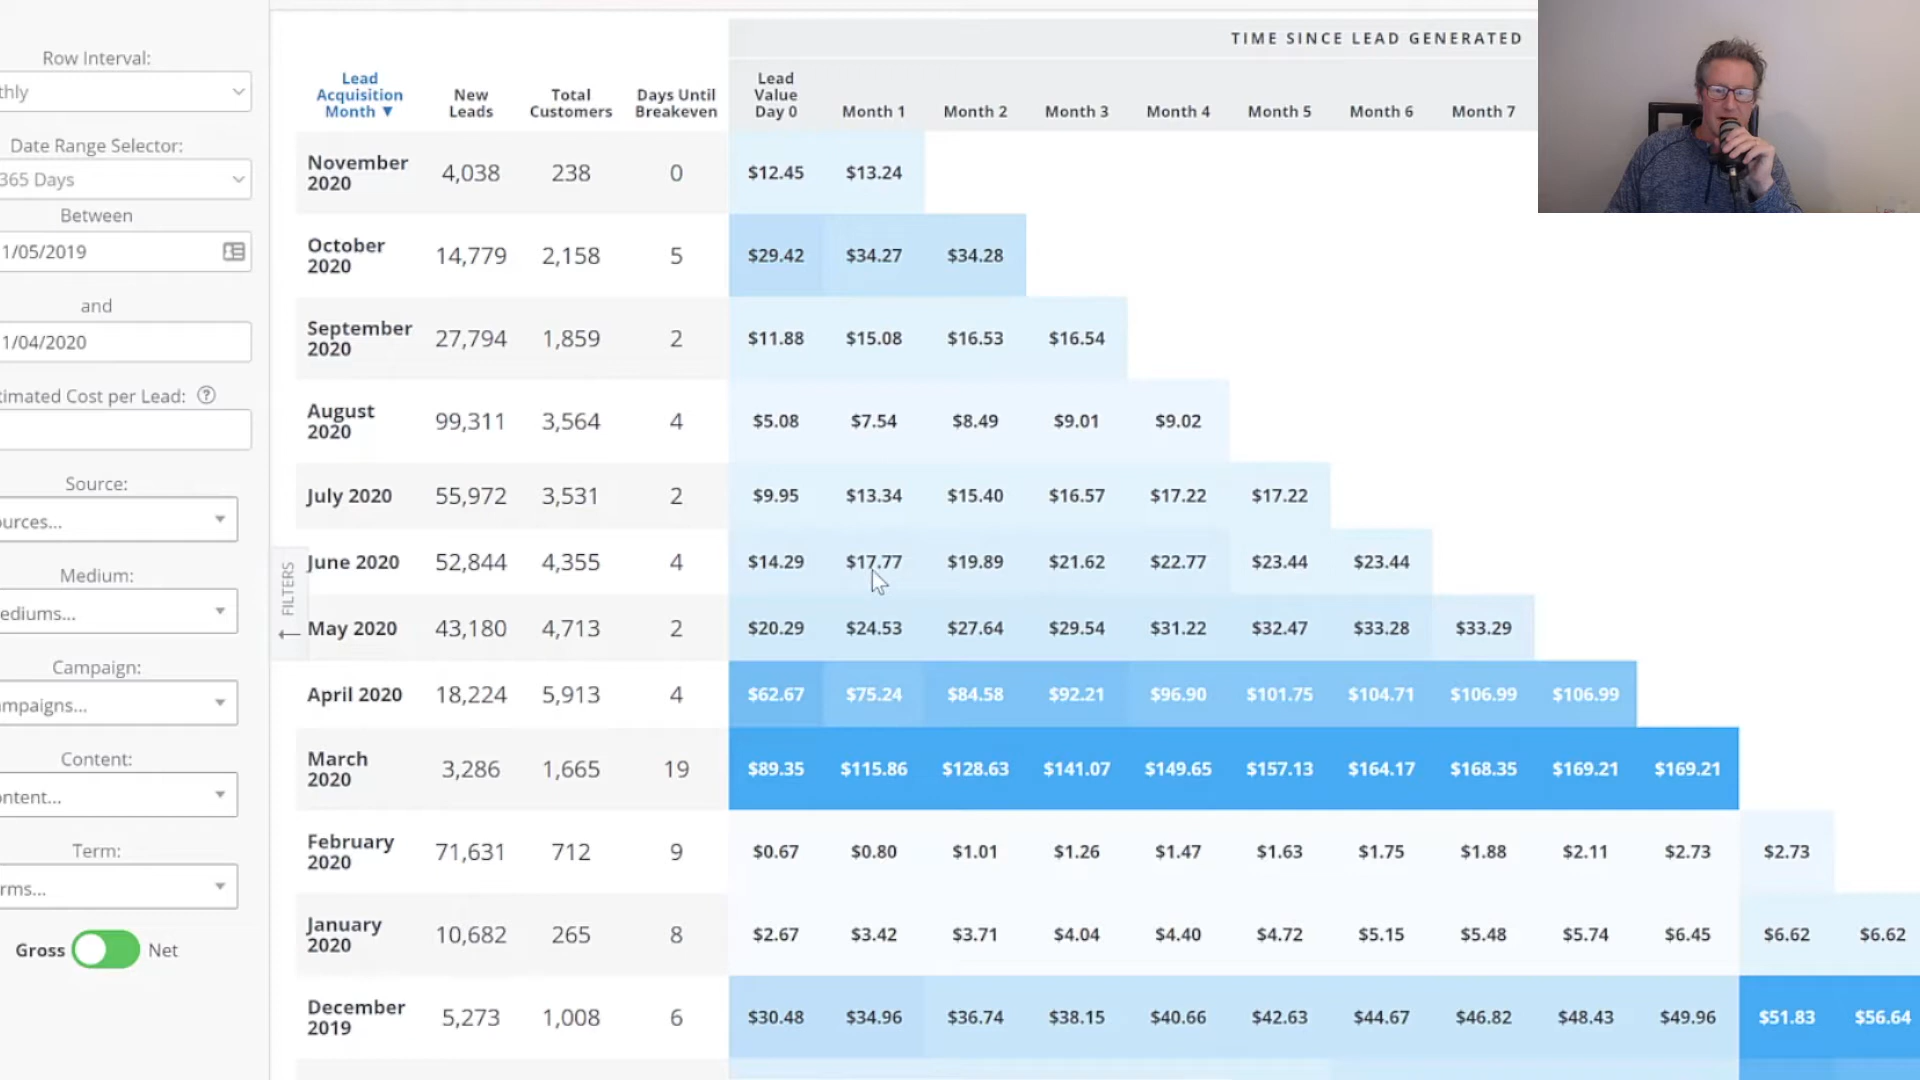 Row Interval:
thly
Date Range Selector:
365 Days
Between
1/05/2019
and
1/04/2020
timated Cost per Lead: ?
Source:
urces...
Medium:
ediums...
Campaign:
mpaigns...
Content:
ontent...
Term:
rms...
Gross Net
FILTERS
TIME SINCE LEAD GENERATED
Lead Acquisition Month ▼ New Leads Total Customers Days Until Breakeven Lead Value Day 0 Month 1 Month 2 Month 3 Month 4 Month 5 Month 6 Month 7
November 2020 4,038 238 0 $12.45 $13.24
October 2020 14,779 2,158 5 $29.42 $34.27 $34.28
September 2020 27,794 1,859 2 $11.88 $15.08 $16.53 $16.54
August 2020 99,311 3,564 4 $5.08 $7.54 $8.49 $9.01 $9.02
July 2020 55,972 3,531 2 $9.95 $13.34 $15.40 $16.57 $17.22 $17.22
June 2020 52,844 4,355 4 $14.29 $17.77 $19.89 $21.62 $22.77 $23.44 $23.44
May 2020 43,180 4,713 2 $20.29 $24.53 $27.64 $29.54 $31.22 $32.47 $33.28 $33.29
April 2020 18,224 5,913 4 $62.67 $75.24 $84.58 $92.21 $96.90 $101.75 $104.71 $106.99 $106.99
March 2020 3,286 1,665 19 $89.35 $115.86 $128.63 $141.07 $149.65 $157.13 $164.17 $168.35 $169.21 $169.21
February 2020 71,631 712 9 $0.67 $0.80 $1.01 $1.26 $1.47 $1.63 $1.75 $1.88 $2.11 $2.73 $2.73
January 2020 10,682 265 8 $2.67 $3.42 $3.71 $4.04 $4.40 $4.72 $5.15 $5.48 $5.74 $6.45 $6.62 $6.62
December 2019 5,273 1,008 6 $30.48 $34.96 $36.74 $38.15 $40.66 $42.63 $44.67 $46.82 $48.43 $49.96 $51.83 $56.64